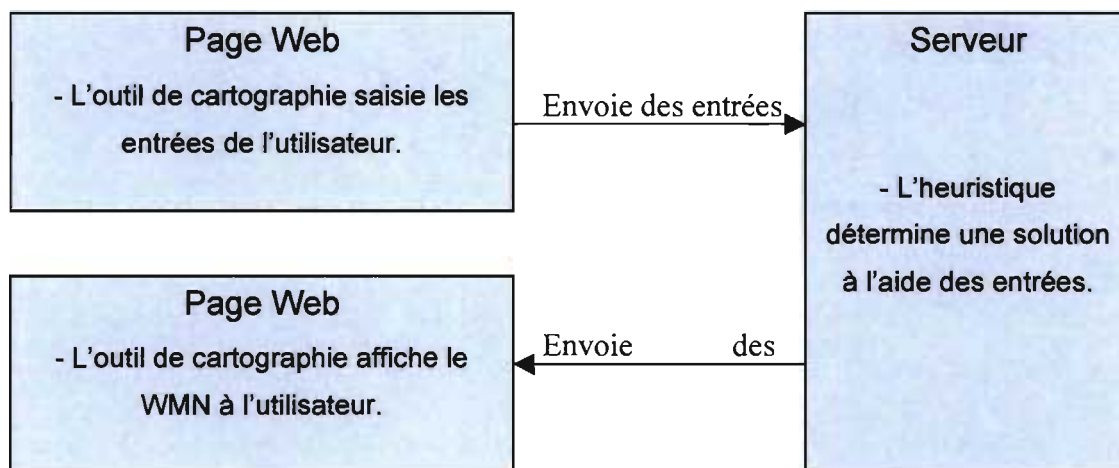 Page Web
- L'outil de cartographie saisie les
entrées de l'utilisateur.
Envoie des entrées
Serveur
- L'heuristique
détermine une solution
à l'aide des entrées.
Page Web
- L'outil de cartographie affiche le
WMN à l'utilisateur.
Envoie des